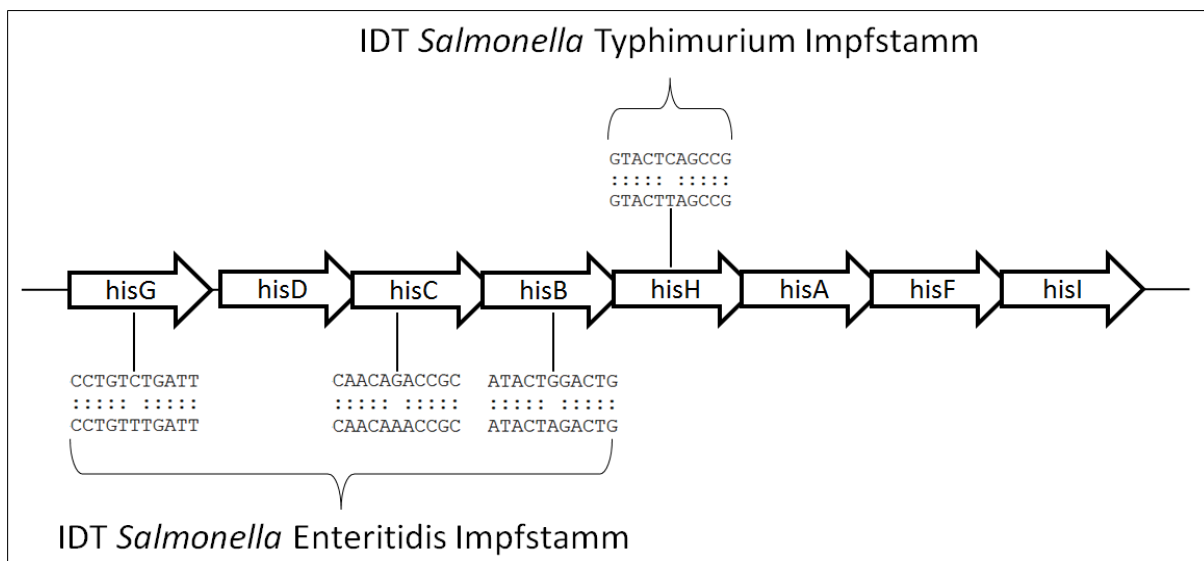 IDT Salmonella Typhimurium Impfstamm
GTACTCAGCCG
::::: :::::
GTACTTAGCCG
hisG hisD hisC hisB hisH hisA hisF hisI
CCTGTCTGATT CAACAGACCGC ATACTGGACTG
::::: ::::: ::::: ::::: ::::: :::::
CCTGTTTGATT CAACAAACCGC ATACTAGACTG
IDT Salmonella Enteritidis Impfstamm